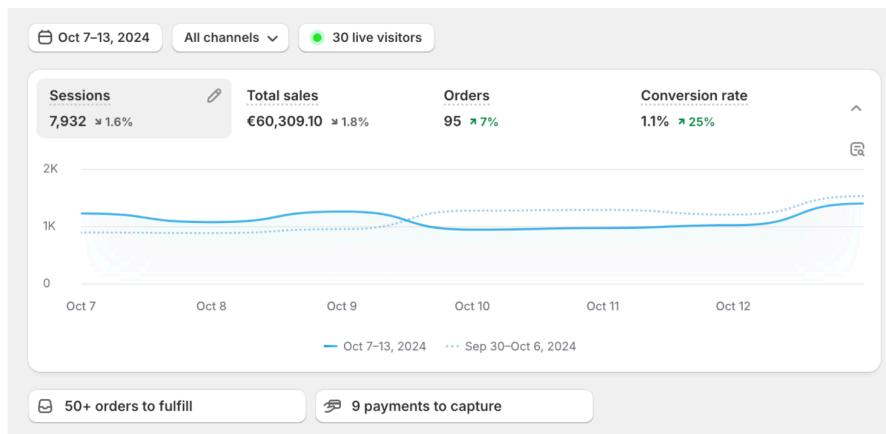 Oct 7–13, 2024 All channels 30 live visitors
Sessions Total sales Orders Conversion rate
7,932 ↘ 1.6% €60,309.10 ↘ 1.8% 95 ↗ 7% 1.1% ↗ 25%
2K
1K
0
Oct 7 Oct 8 Oct 9 Oct 10 Oct 11 Oct 12
Oct 7–13, 2024 Sep 30–Oct 6, 2024
50+ orders to fulfill 9 payments to capture